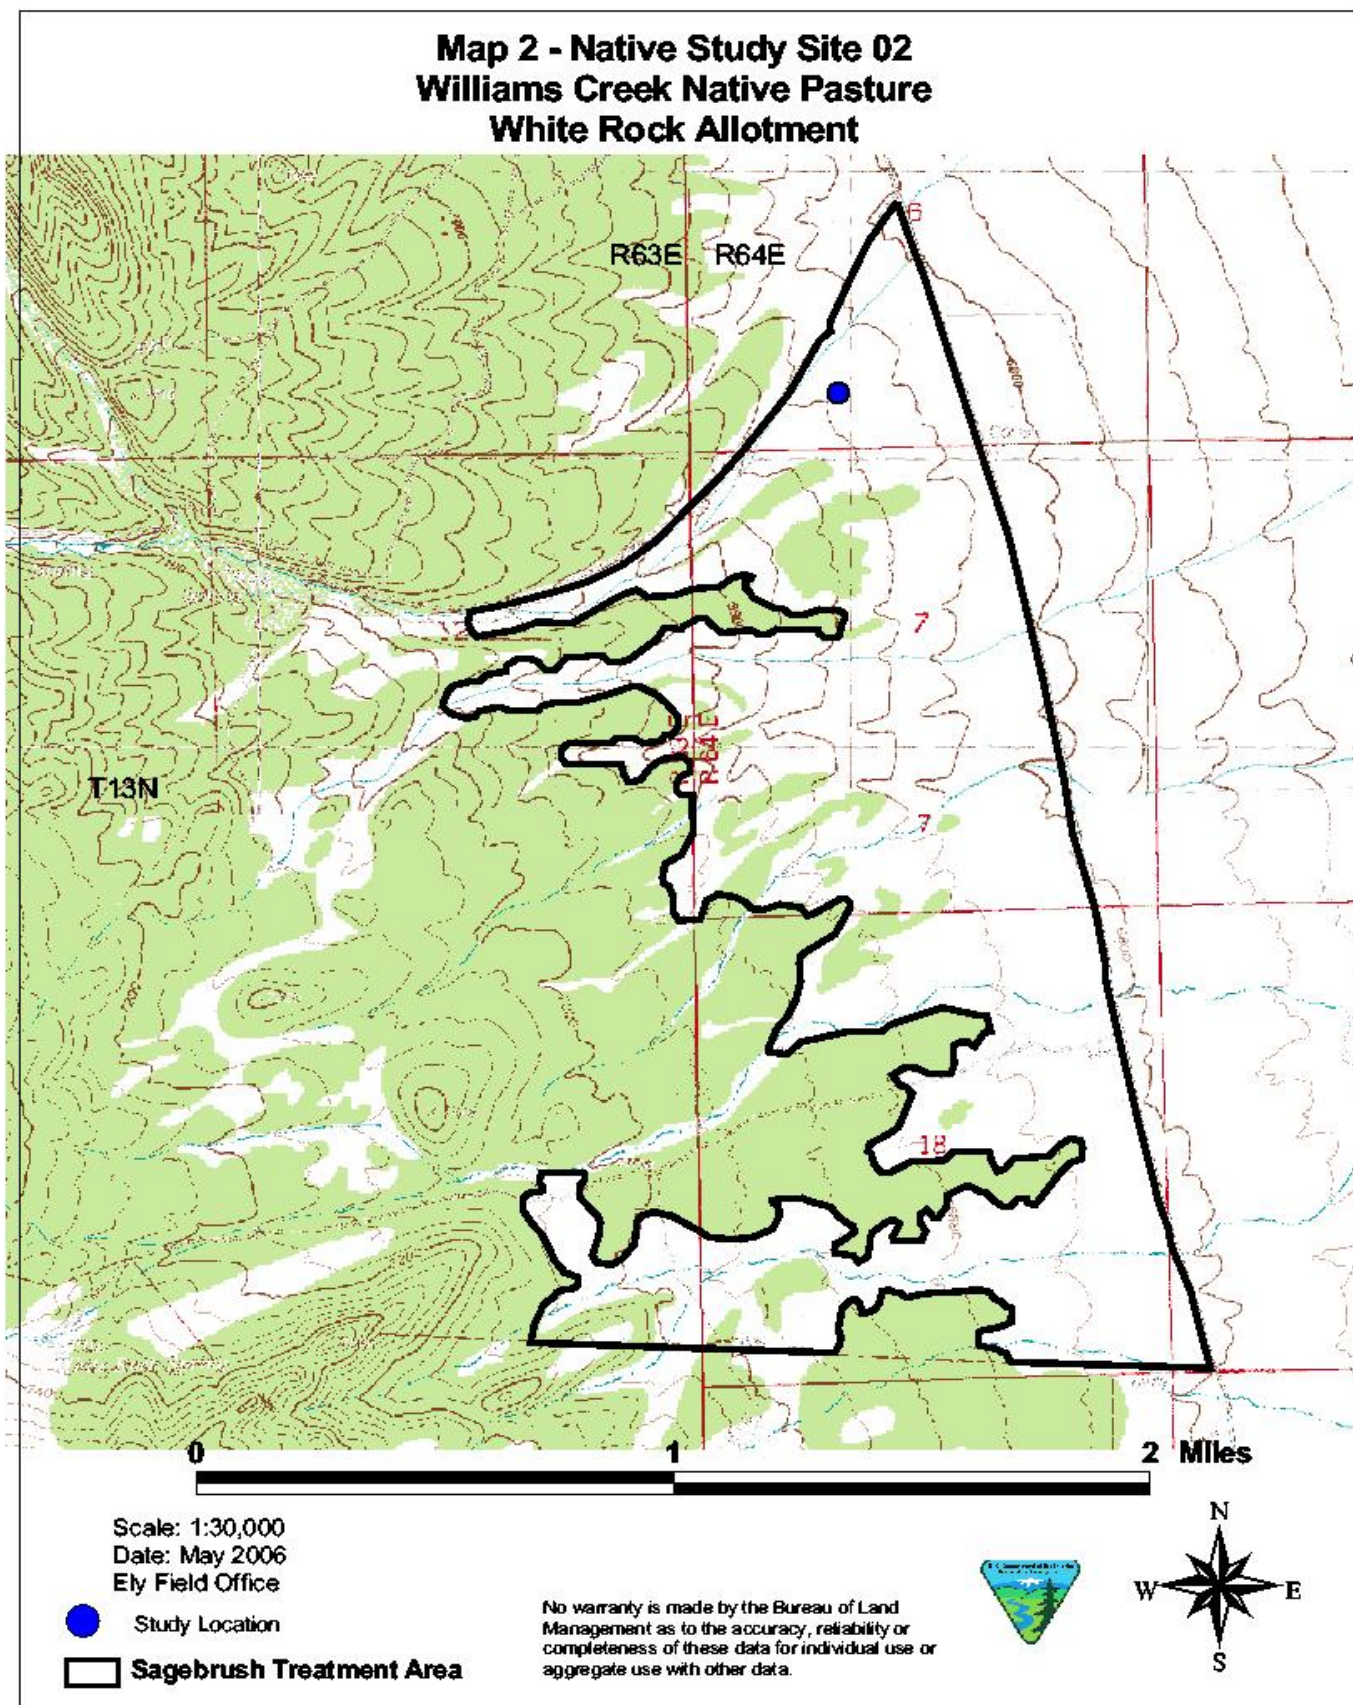 Map 2 - Native Study Site 02
Williams Creek Native Pasture
White Rock Allotment
6
R63E R64E
7
R64E
T13N
7
18
0 1 2 Miles
Scale: 1:30,000
Date: May 2006
Ely Field Office
Study Location
Sagebrush Treatment Area
No warranty is made by the Bureau of Land
Management as to the accuracy, reliability or
completeness of these data for individual use or
aggregate use with other data.
N
W E
S